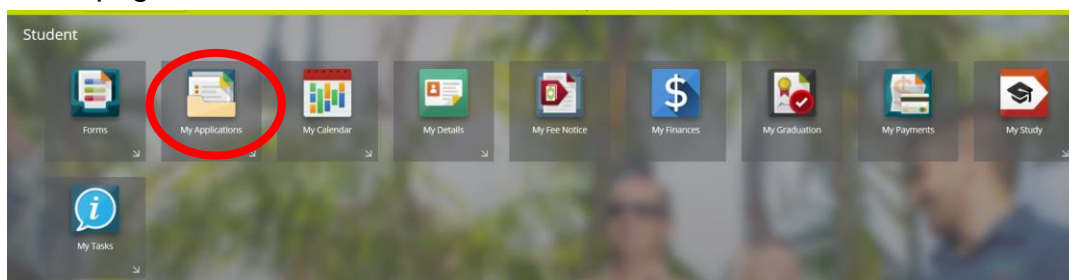 Student
Forms
My Applications
My Calendar
My Details
My Fee Notice
My Finances
My Graduation
My Payments
My Study
My Tasks